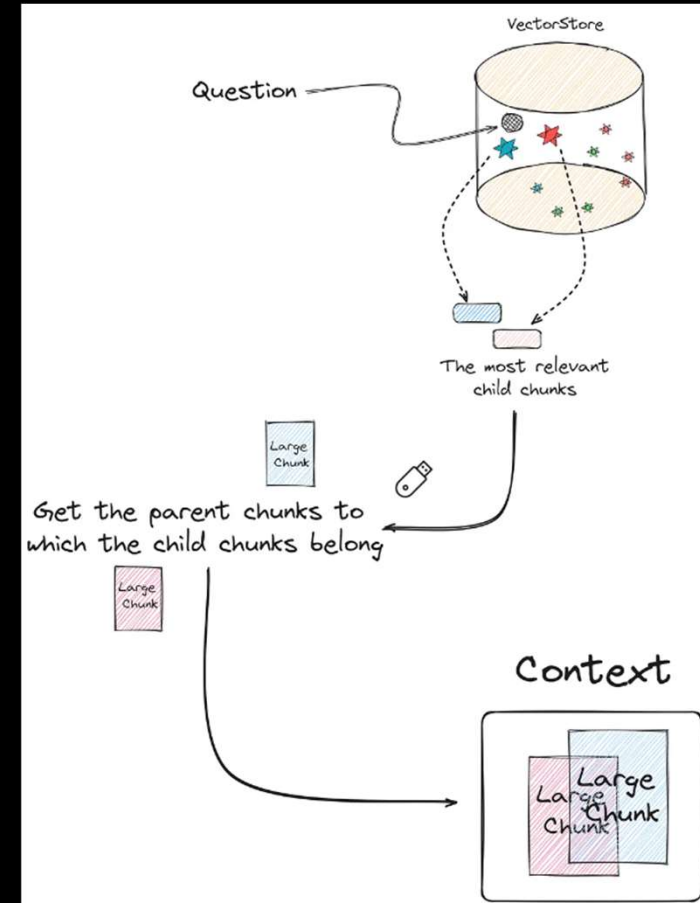 VectorStore
Question
The most relevant
child chunks
Large
Chunk
Get the parent chunks to
which the child chunks belong
Large
Chunk
Context
Large
Chunk
Large
Chunk